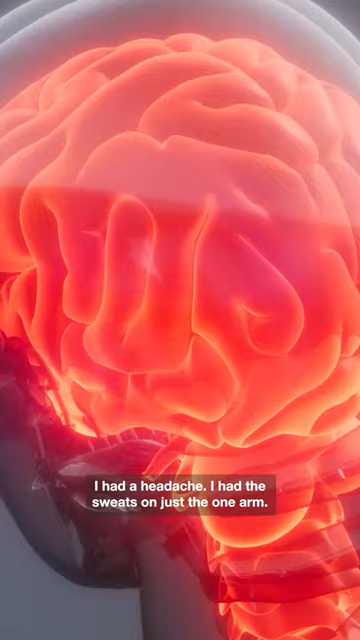 I had a headache. I had the
sweats on just the one arm.